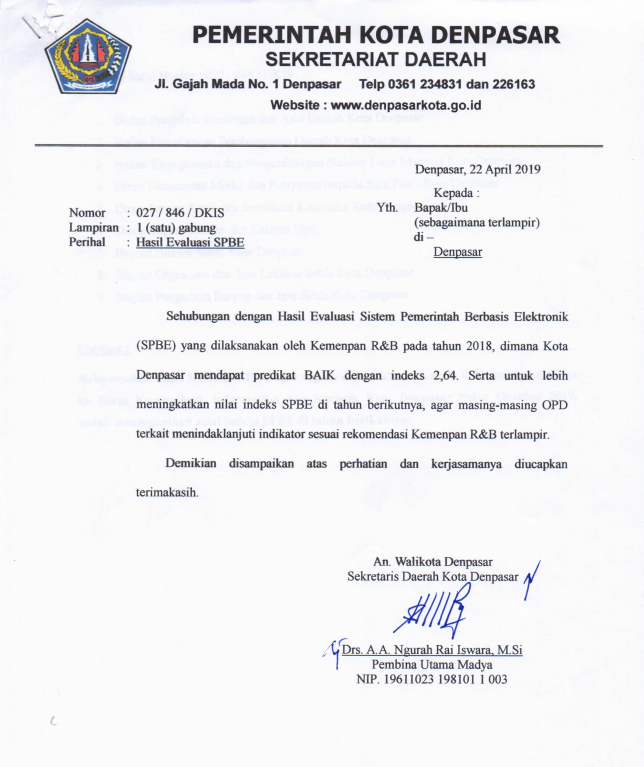 PEMERINTAH KOTA DENPASAR
SEKRETARIAT DAERAH
Jl. Gajah Mada No. 1 Denpasar Telp 0361 234831 dan 226163
Website : www.denpasarkota.go.id
Denpasar, 22 April 2019
Kepada :
Yth. Bapak/Ibu
(sebagaimana terlampir)
di –
Denpasar
Nomor : 027 / 846 / DKIS
Lampiran : 1 (satu) gabung
Perihal : Hasil Evaluasi SPBE
Sehubungan dengan Hasil Evaluasi Sistem Pemerintah Berbasis Elektronik
(SPBE) yang dilaksanakan oleh Kemenpan R&B pada tahun 2018, dimana Kota
Denpasar mendapat predikat BAIK dengan indeks 2,64. Serta untuk lebih
meningkatkan nilai indeks SPBE di tahun berikutnya, agar masing-masing OPD
terkait menindaklanjuti indikator sesuai rekomendasi Kemenpan R&B terlampir.
Demikian disampaikan atas perhatian dan kerjasamanya diucapkan
terimakasih.
An. Walikota Denpasar
Sekretaris Daerah Kota Denpasar
Drs. A.A. Ngurah Rai Iswara, M.Si
Pembina Utama Madya
NIP. 19611023 198101 1 003